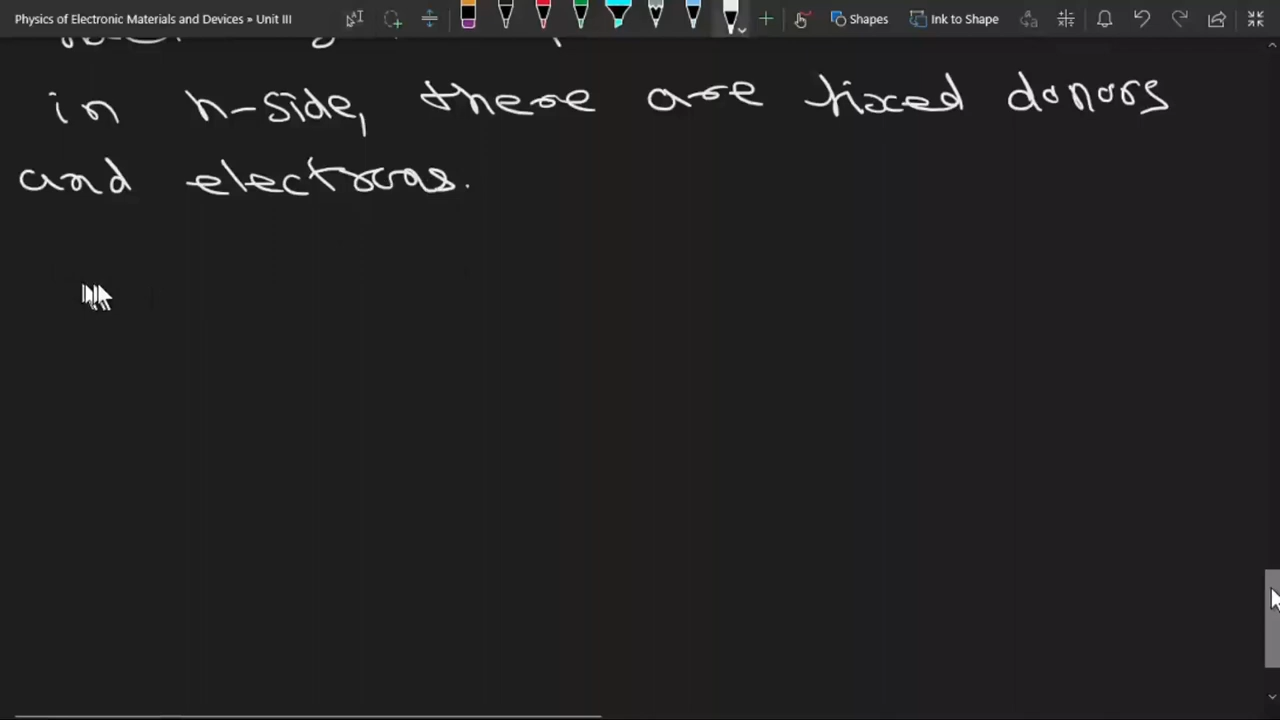 Physics of Electronic Materials and Devices » Unit III
Shapes
Ink to Shape
in n-side, there are fixed donors
and electrons.